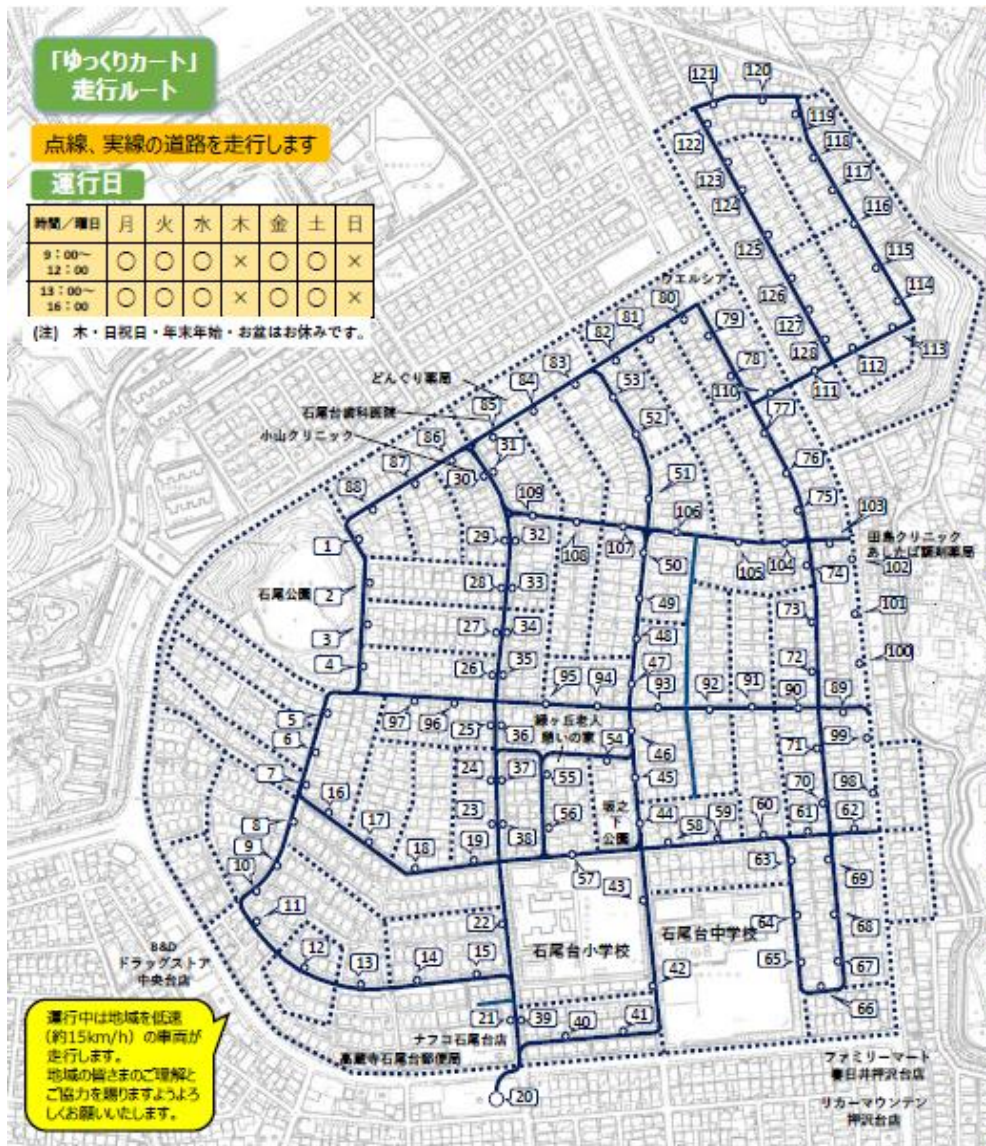 「ゆっくりカート」
走行ルート
点線、実線の道路を走行します
運行日
時間/曜日 月 火 水 木 金 土 日
9:00~12:00 ○ ○ ○ × ○ ○ ×
13:00~16:00 ○ ○ ○ × ○ ○ ×
(注) 木・日祝日・年末年始・お盆はお休みです。
121 120
122 119
118
123 117
124 116
125 115
ウエルシア
126 114
80
81 79 127
82 128 113
83 78 112
どんぐり薬局
84 53 110 111
石尾台歯科医院
85 52 77
小山クリニック
86 31
87 30 51 76
88 109 75
106 103
1 29 32 108 107
田島クリニック
あしたば調剤薬局
50 105 104 74 102
石尾公園
2 28 33 49 73 101
3 27 34 48
4 26 35 47 72 100
95 94 93 92 91 90 89
5 97 96 25 36
緑ヶ丘老人
憩いの家
54 46 99
6 71
7 24 37 55 45 70 98
16 23 56
坂之下公園
44 60 61 62
8 17 38 58 59
9 18 19 57 63 69
10 43
11 22 64 68
B&D
ドラッグストア
中央台店
12 13 14 15
石尾台小学校
石尾台中学校
42 65 67
66
運行中は地域を低速
(約15km/h)の車両が
走行します。
地域の皆さまのご理解と
ご協力を賜りますようよろ
しくお願いいたします。
21 39 40 41
ナフコ石尾台店
高蔵寺石尾台郵便局
20
ファミリーマート
春日井押沢台店
リカーマウンテン
押沢台店